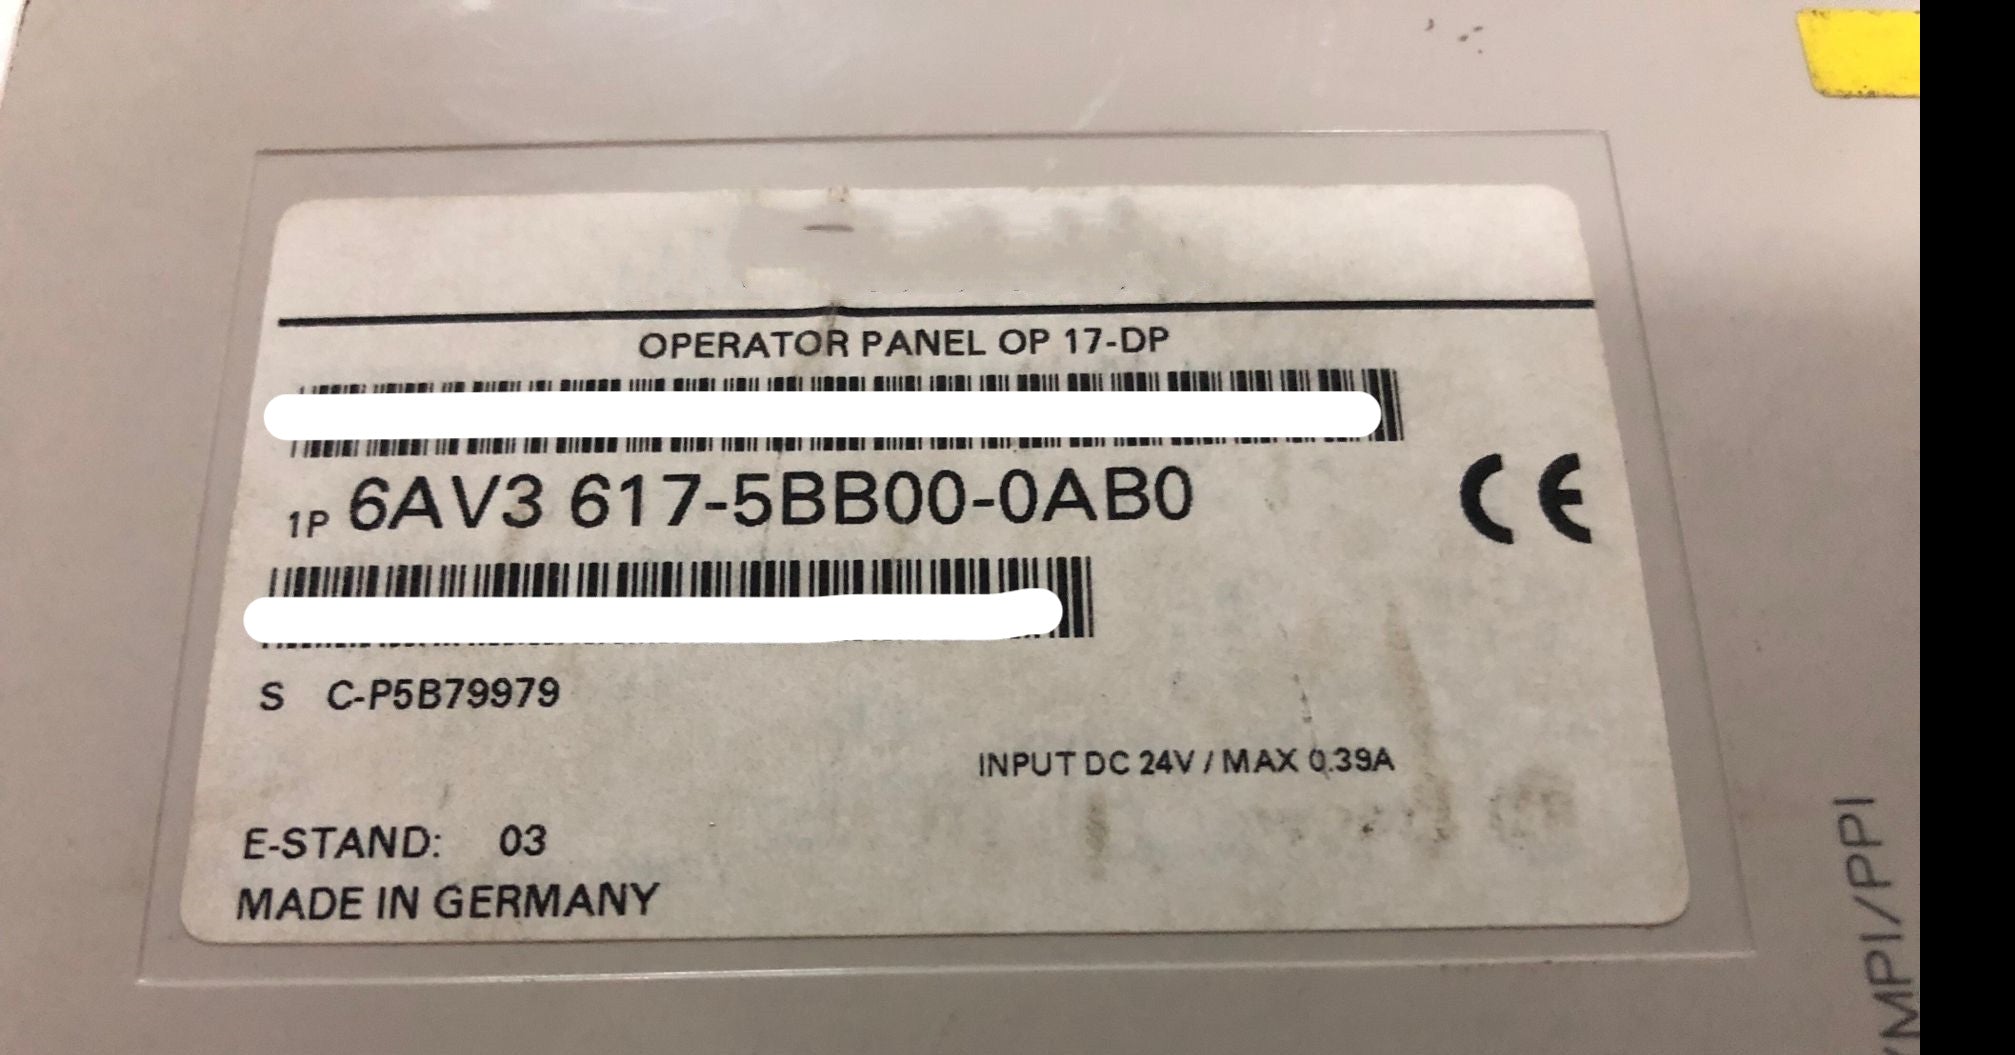 OPERATOR PANEL OP 17-DP
1P 6AV3 617-5BB00-0AB0
CE
S C-P5B79979
INPUT DC 24V / MAX 0.39A
E-STAND: 03
MADE IN GERMANY
/MPI/PPI